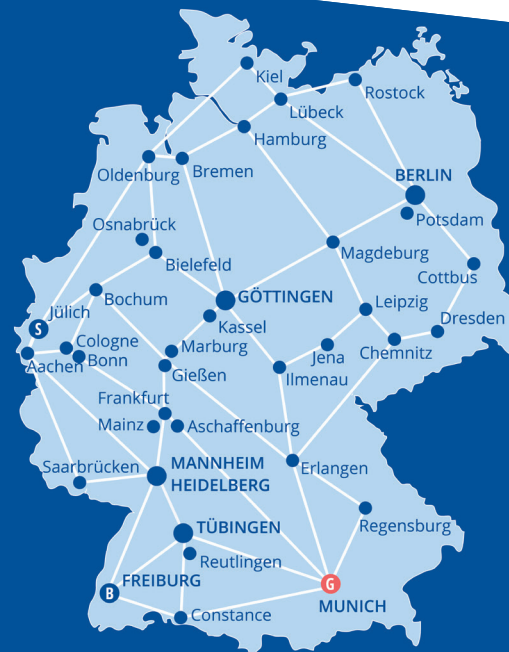 Kiel
Rostock
Lübeck
Hamburg
Oldenburg
Bremen
BERLIN
Potsdam
Osnabrück
Bielefeld
Magdeburg
Cottbus
GÖTTINGEN
Bochum
Jülich
S
Leipzig
Dresden
Kassel
Cologne
Marburg
Chemnitz
Aachen
Bonn
Jena
Gießen
Ilmenau
Frankfurt
Mainz
Aschaffenburg
Saarbrücken
MANNHEIM
HEIDELBERG
Erlangen
Regensburg
TÜBINGEN
Reutlingen
FREIBURG
B
G
MUNICH
Constance